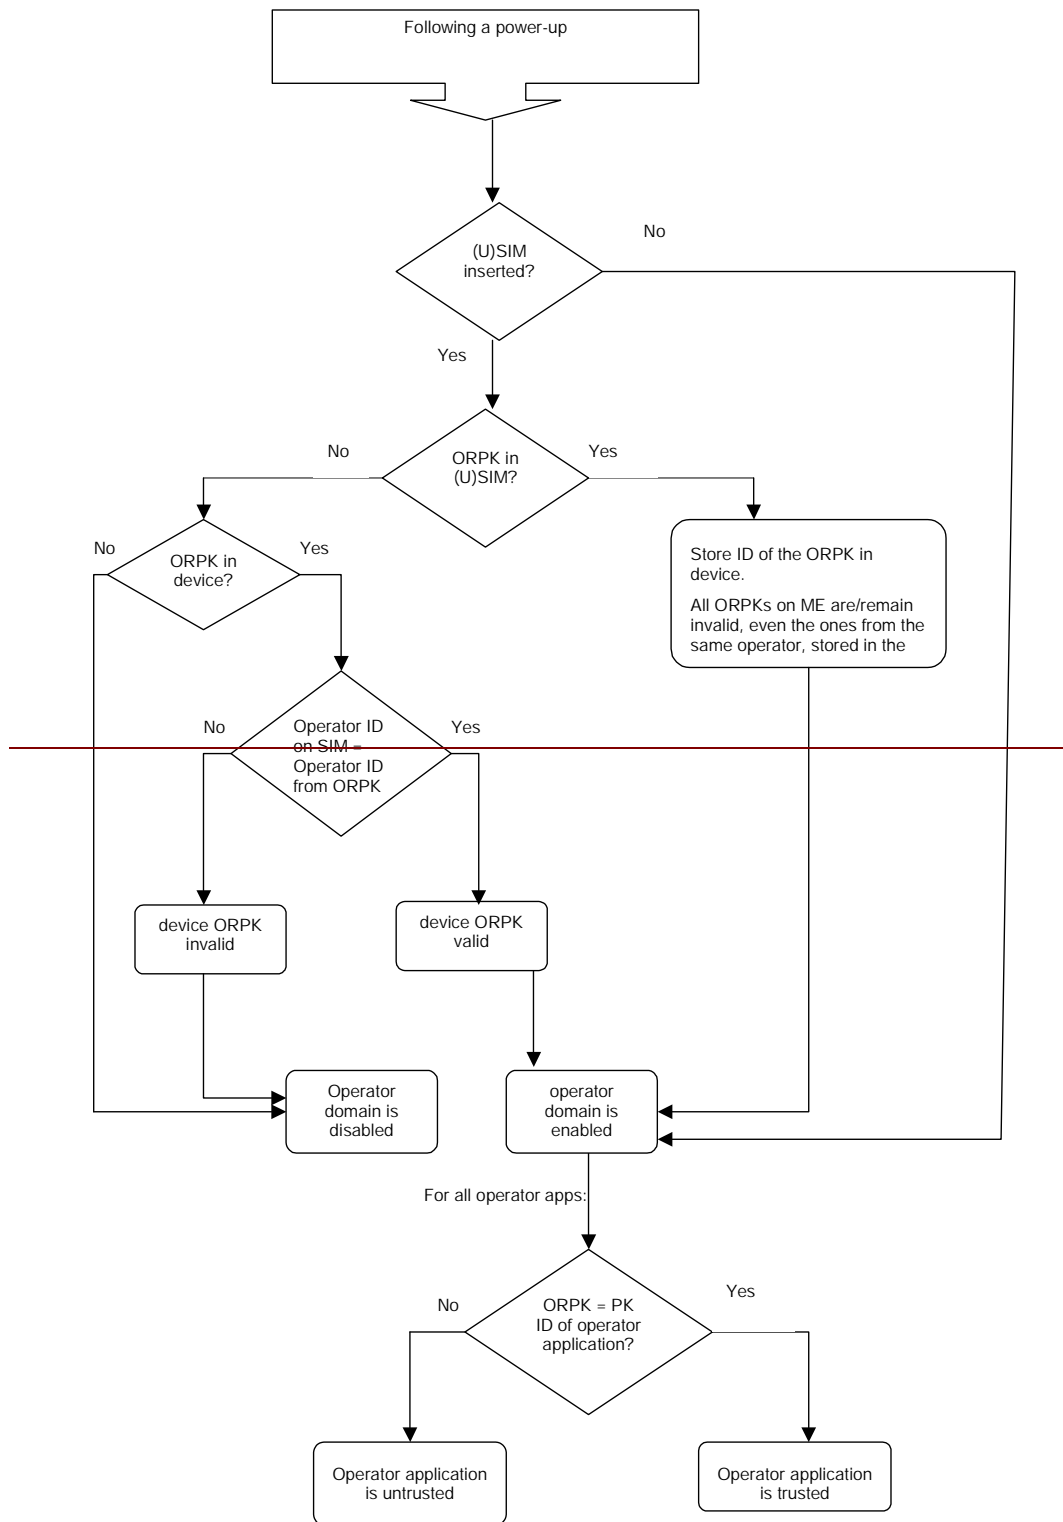 Following a power-up
(U)SIM
inserted?
No
Yes
ORPK in
(U)SIM?
No
Yes
ORPK in
device?
No
Yes
Store ID of the ORPK in
device.
All ORPKs on ME are/remain
invalid, even the ones from the
same operator, stored in the
Operator ID
on SIM =
Operator ID
from ORPK
No
Yes
device ORPK
invalid
device ORPK
valid
Operator
domain is
disabled
operator
domain is
enabled
For all operator apps:
ORPK = PK
ID of operator
application?
No
Yes
Operator application
is untrusted
Operator application
is trusted